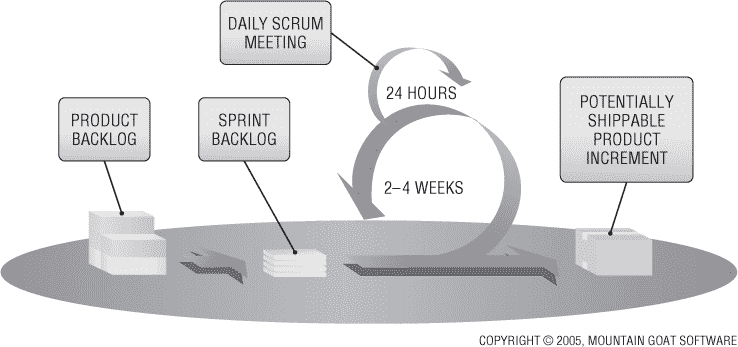 DAILY SCRUM
MEETING
24 HOURS
PRODUCT
BACKLOG
SPRINT
BACKLOG
POTENTIALLY
SHIPPABLE
PRODUCT
INCREMENT
2–4 WEEKS
COPYRIGHT © 2005, MOUNTAIN GOAT SOFTWARE